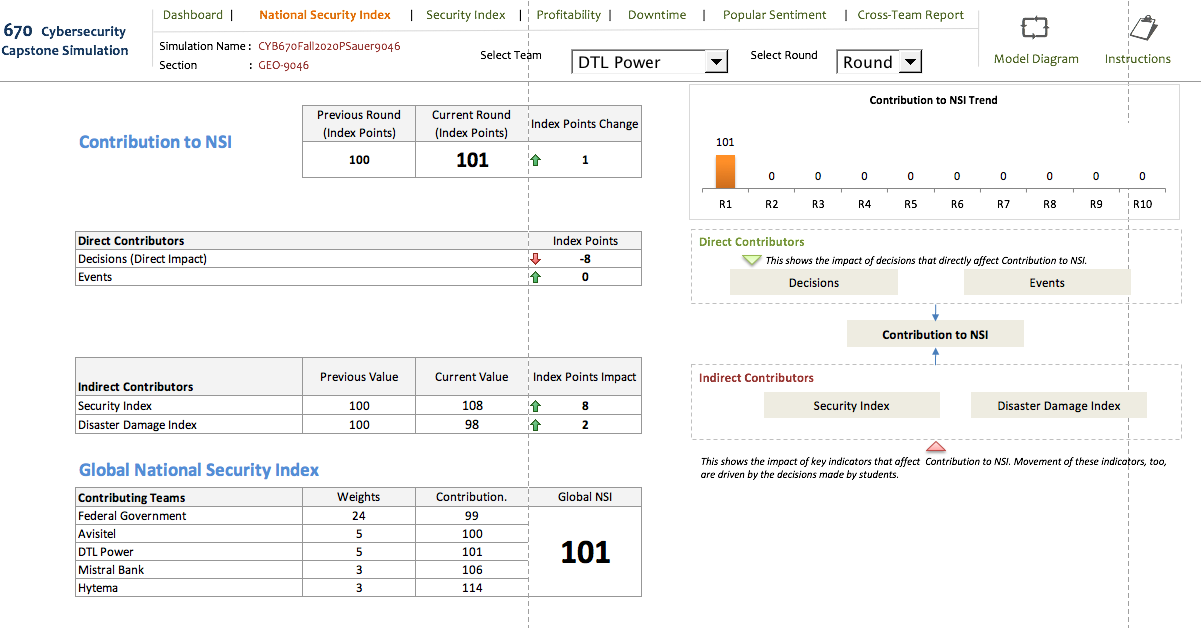 Dashboard | National Security Index | Security Index | Profitability | Downtime | Popular Sentiment | Cross-Team Report
670 Cybersecurity
Capstone Simulation
Simulation Name : CYB670Fall2020PSauer9046
Section : GEO-9046
Select Team DTL Power
Select Round Round
Model Diagram
Instructions
Contribution to NSI
Previous Round (Index Points) Current Round (Index Points) Index Points Change
100 101 1
Contribution to NSI Trend
101 0 0 0 0 0 0 0 0 0
R1 R2 R3 R4 R5 R6 R7 R8 R9 R10
Direct Contributors Index Points
Decisions (Direct Impact) -8
Events 0
Direct Contributors
This shows the impact of decisions that directly affect Contribution to NSI.
Decisions Events
Contribution to NSI
Indirect Contributors Previous Value Current Value Index Points Impact
Security Index 100 108 8
Disaster Damage Index 100 98 2
Indirect Contributors
Security Index Disaster Damage Index
This shows the impact of key indicators that affect Contribution to NSI. Movement of these indicators, too,
are driven by the decisions made by students.
Global National Security Index
Contributing Teams Weights Contribution. Global NSI
Federal Government 24 99
Avisitel 5 100
DTL Power 5 101
101
Mistral Bank 3 106
Hytema 3 114